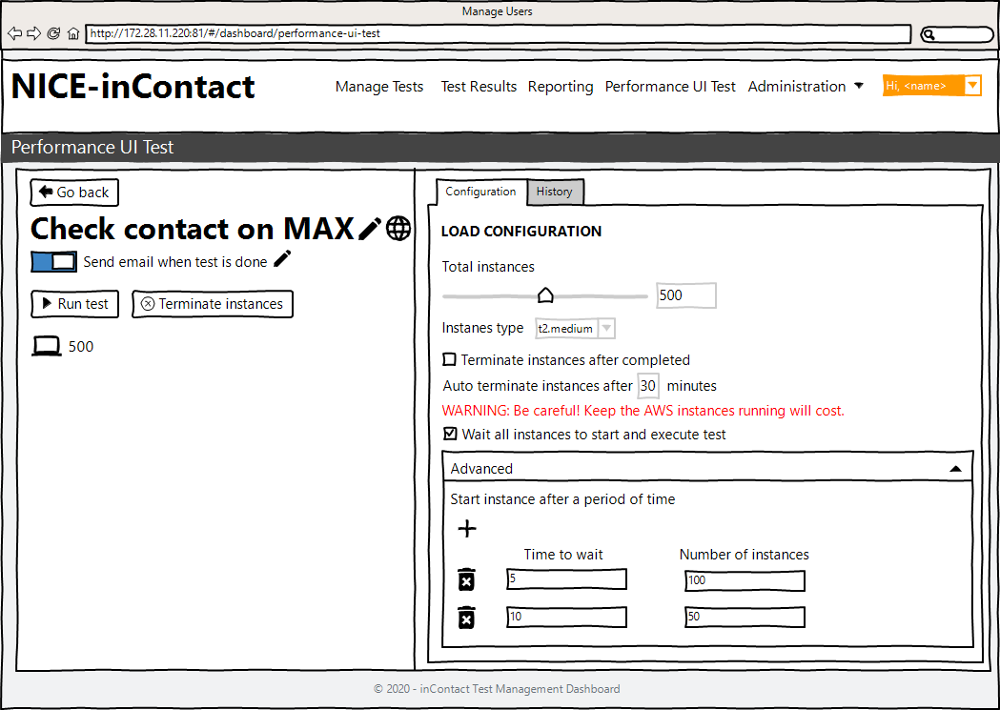 Manage Users
http://172.28.11.220:81/#/dashboard/performance-ui-test
NICE-inContact
Manage Tests Test Results Reporting Performance UI Test Administration
Hi, <name>
Performance UI Test
Go back
Check contact on MAX
Send email when test is done
Run test
Terminate instances
500
Configuration
History
LOAD CONFIGURATION
Total instances
500
Instanes type t2.medium
Terminate instances after completed
Auto terminate instances after 30 minutes
WARNING: Be careful! Keep the AWS instances running will cost.
Wait all instances to start and execute test
Advanced
Start instance after a period of time
Time to wait Number of instances
5 100
10 50
© 2020 - inContact Test Management Dashboard